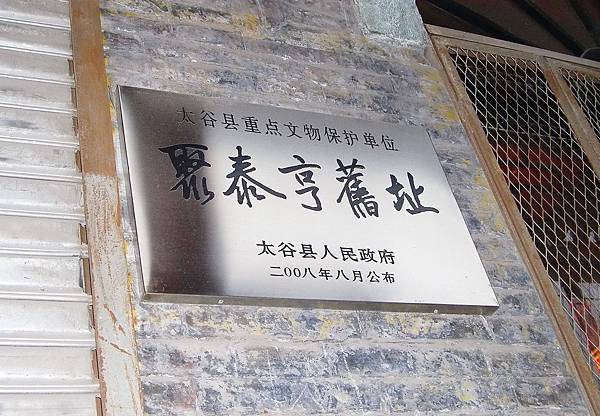 太谷县重点文物保护单位
聚泰亨舊址
太谷县人民政府
二00八年八月公布